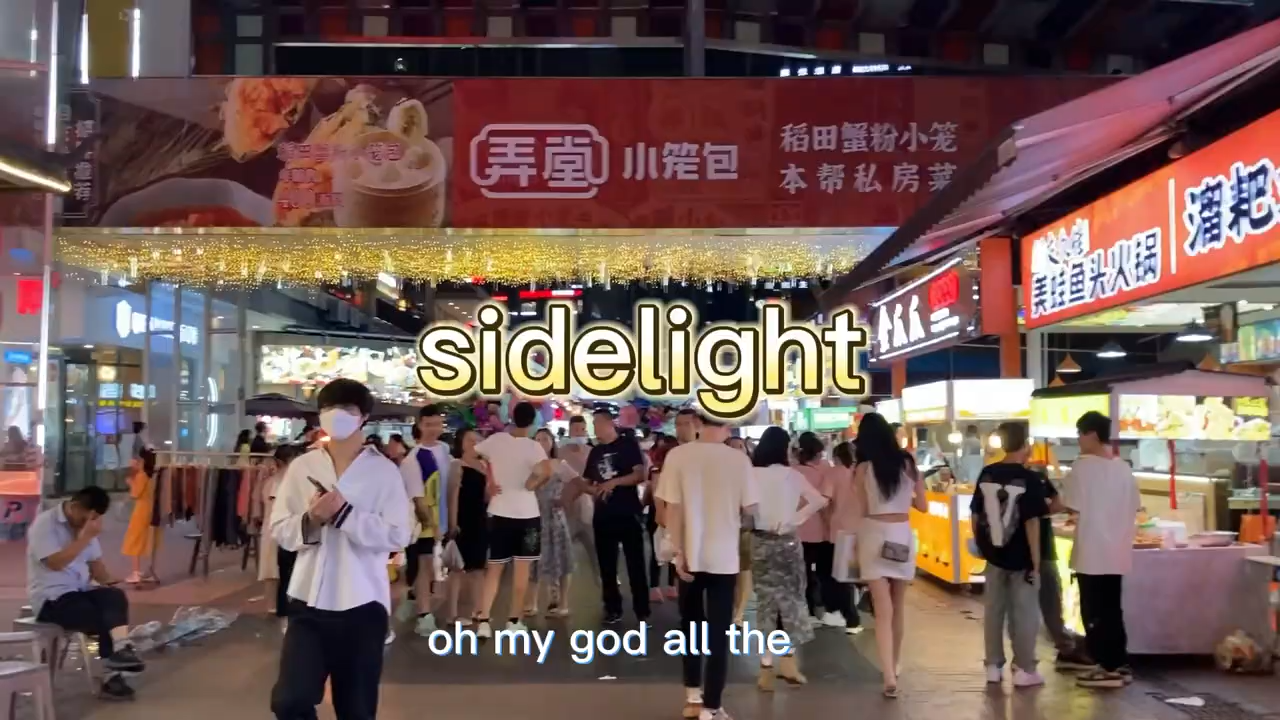 弄堂
小笼包
稻田蟹粉小笼
本帮私房菜
美蛙鱼头火锅
溜粑
sidelight
V
P
oh my god all the